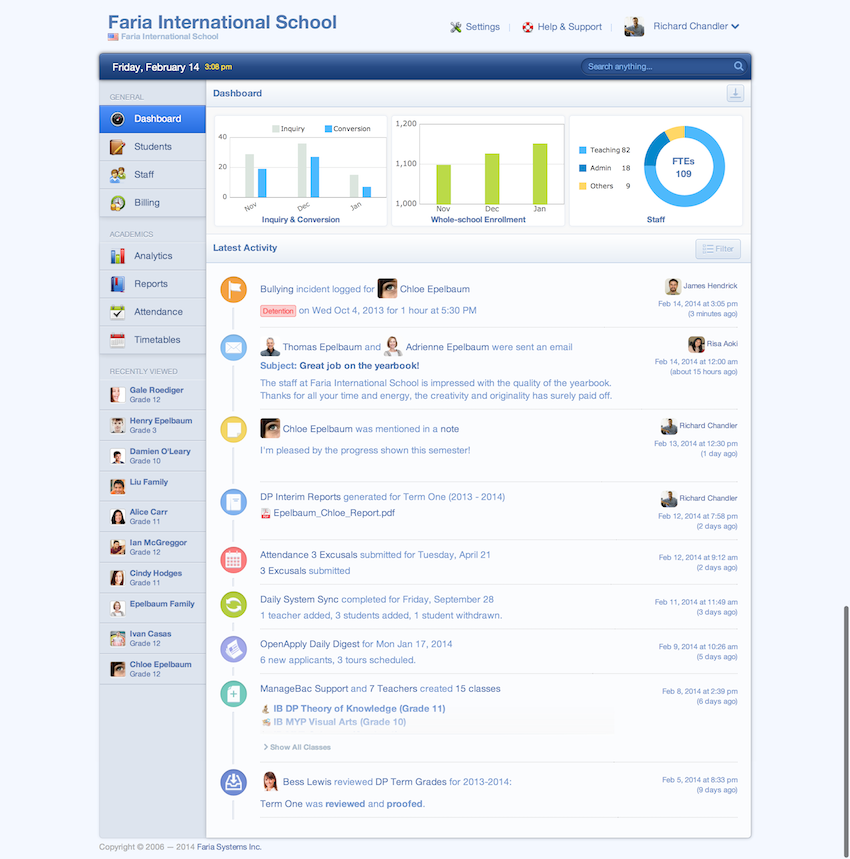 Faria International School
Faria International School
Settings
Help & Support
Richard Chandler
Friday, February 14 3:08 pm
Search anything...
GENERAL
Dashboard
Students
Staff
Billing
ACADEMICS
Analytics
Reports
Attendance
Timetables
RECENTLY VIEWED
Gale Roediger
Grade 12
Henry Epelbaum
Grade 3
Damien O'Leary
Grade 10
Liu Family
Alice Carr
Grade 11
Ian McGreggor
Grade 12
Cindy Hodges
Grade 11
Epelbaum Family
Ivan Casas
Grade 12
Chloe Epelbaum
Grade 12
Dashboard
Inquiry Conversion
40
20
0
Nov Dec Jan
Inquiry & Conversion
1,200
1,100
1,000
Nov Dec Jan
Whole-school Enrollment
Teaching 82
Admin 18
Others 9
FTEs
109
Staff
Latest Activity
Filter
Bullying incident logged for Chloe Epelbaum
Detention on Wed Oct 4, 2013 for 1 hour at 5:30 PM
James Hendrick
Feb 14, 2014 at 3:05 pm
(3 minutes ago)
Thomas Epelbaum and Adrienne Epelbaum were sent an email
Subject: Great job on the yearbook!
The staff at Faria International School is impressed with the quality of the yearbook.
Thanks for all your time and energy, the creativity and originality has surely paid off.
Risa Aoki
Feb 14, 2014 at 12:00 am
(about 15 hours ago)
Chloe Epelbaum was mentioned in a note
I'm pleased by the progress shown this semester!
Richard Chandler
Feb 13, 2014 at 12:30 pm
(1 day ago)
DP Interim Reports generated for Term One (2013 - 2014)
Epelbaum_Chloe_Report.pdf
Richard Chandler
Feb 12, 2014 at 7:58 pm
(2 days ago)
Attendance 3 Excusals submitted for Tuesday, April 21
3 Excusals submitted
Feb 12, 2014 at 9:12 am
(2 days ago)
Daily System Sync completed for Friday, September 28
1 teacher added, 3 students added, 1 student withdrawn.
Feb 11, 2014 at 11:49 am
(3 days ago)
OpenApply Daily Digest for Mon Jan 17, 2014
6 new applicants, 3 tours scheduled.
Feb 9, 2014 at 10:26 am
(5 days ago)
ManageBac Support and 7 Teachers created 15 classes
IB DP Theory of Knowledge (Grade 11)
IB MYP Visual Arts (Grade 10)
Show All Classes
Feb 8, 2014 at 2:39 pm
(6 days ago)
Bess Lewis reviewed DP Term Grades for 2013-2014:
Term One was reviewed and proofed.
Feb 5, 2014 at 8:33 pm
(9 days ago)
Copyright © 2006 — 2014 Faria Systems Inc.